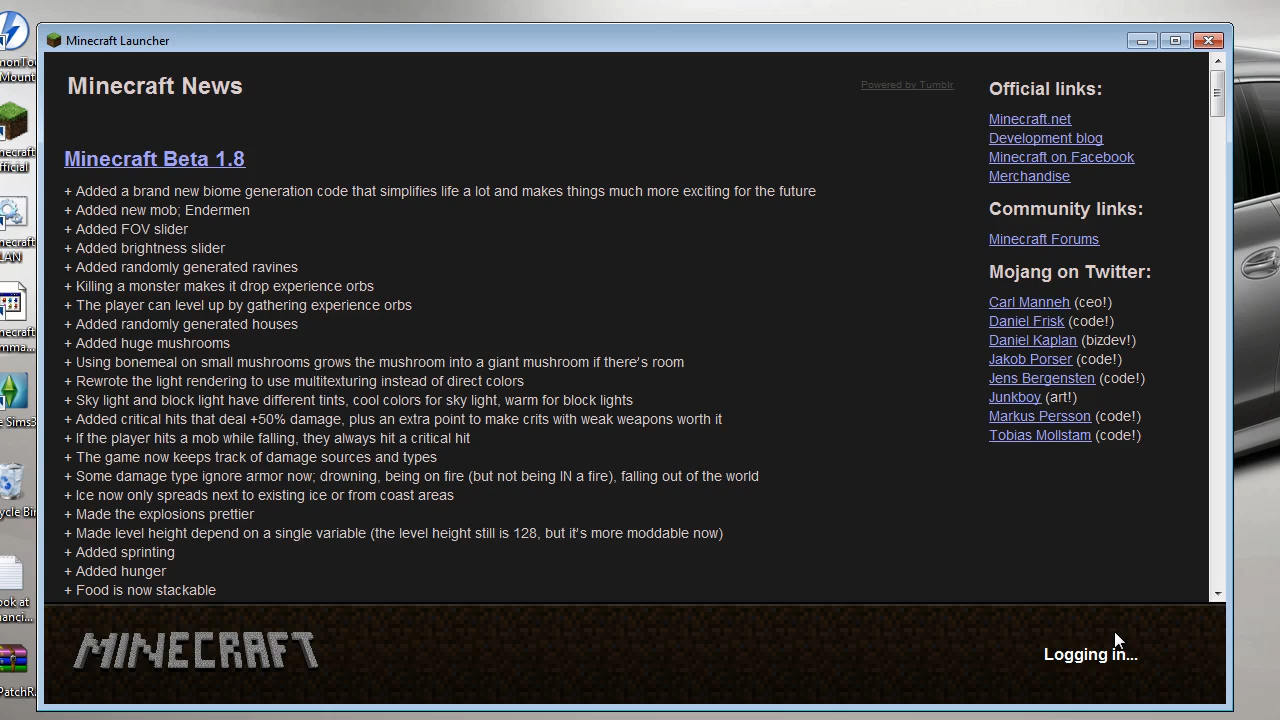 Minecraft Launcher
Minecraft News
Powered by Tumblr
Minecraft Beta 1.8
+ Added a brand new biome generation code that simplifies life a lot and makes things much more exciting for the future
+ Added new mob; Endermen
+ Added FOV slider
+ Added brightness slider
+ Added randomly generated ravines
+ Killing a monster makes it drop experience orbs
+ The player can level up by gathering experience orbs
+ Added randomly generated houses
+ Added huge mushrooms
+ Using bonemeal on small mushrooms grows the mushroom into a giant mushroom if there's room
+ Rewrote the light rendering to use multitexturing instead of direct colors
+ Sky light and block light have different tints, cool colors for sky light, warm for block lights
+ Added critical hits that deal +50% damage, plus an extra point to make crits with weak weapons worth it
+ If the player hits a mob while falling, they always hit a critical hit
+ The game now keeps track of damage sources and types
+ Some damage type ignore armor now; drowning, being on fire (but not being IN a fire), falling out of the world
+ Ice now only spreads next to existing ice or from coast areas
+ Made the explosions prettier
+ Made level height depend on a single variable (the level height still is 128, but it's more moddable now)
+ Added sprinting
+ Added hunger
+ Food is now stackable
Official links:
Minecraft.net
Development blog
Minecraft on Facebook
Merchandise
Community links:
Minecraft Forums
Mojang on Twitter:
Carl Manneh (ceo!)
Daniel Frisk (code!)
Daniel Kaplan (bizdev!)
Jakob Porser (code!)
Jens Bergensten (code!)
Junkboy (art!)
Markus Persson (code!)
Tobias Mollstam (code!)
MINECRAFT
Logging in...
Mount
LAN
Sims3